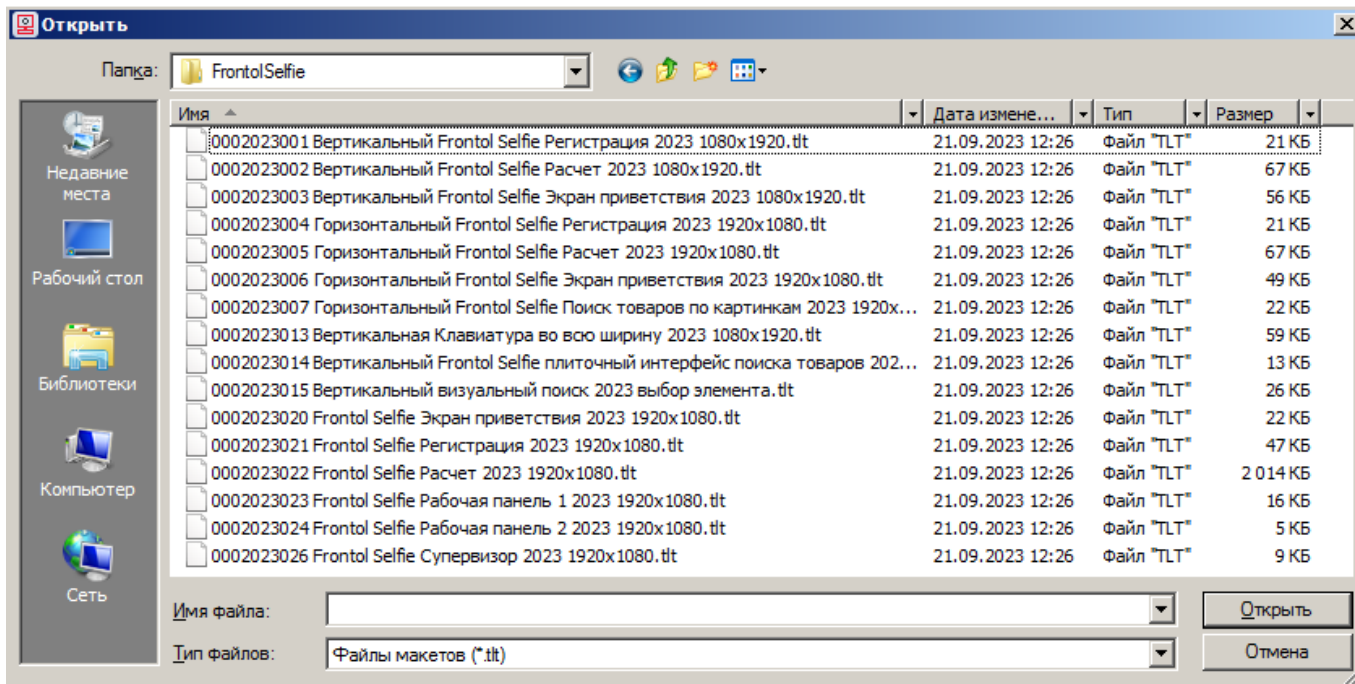 Открыть
Папка: FrontolSelfie
Имя Дата измене... Тип Размер
0002023001 Вертикальный Frontol Selfie Регистрация 2023 1080x1920.tlt 21.09.2023 12:26 Файл "TLT" 21 КБ
0002023002 Вертикальный Frontol Selfie Расчет 2023 1080x1920.tlt 21.09.2023 12:26 Файл "TLT" 67 КБ
0002023003 Вертикальный Frontol Selfie Экран приветствия 2023 1080x1920.tlt 21.09.2023 12:26 Файл "TLT" 56 КБ
0002023004 Горизонтальный Frontol Selfie Регистрация 2023 1920x1080.tlt 21.09.2023 12:26 Файл "TLT" 21 КБ
0002023005 Горизонтальный Frontol Selfie Расчет 2023 1920x1080.tlt 21.09.2023 12:26 Файл "TLT" 67 КБ
0002023006 Горизонтальный Frontol Selfie Экран приветствия 2023 1920x1080.tlt 21.09.2023 12:26 Файл "TLT" 49 КБ
0002023007 Горизонтальный Frontol Selfie Поиск товаров по картинкам 2023 1920x... 21.09.2023 12:26 Файл "TLT" 22 КБ
0002023013 Вертикальная Клавиатура во всю ширину 2023 1080x1920.tlt 21.09.2023 12:26 Файл "TLT" 59 КБ
0002023014 Вертикальный Frontol Selfie плиточный интерфейс поиска товаров 202... 21.09.2023 12:26 Файл "TLT" 13 КБ
0002023015 Вертикальный визуальный поиск 2023 выбор элемента.tlt 21.09.2023 12:26 Файл "TLT" 26 КБ
0002023020 Frontol Selfie Экран приветствия 2023 1920x1080.tlt 21.09.2023 12:26 Файл "TLT" 22 КБ
0002023021 Frontol Selfie Регистрация 2023 1920x1080.tlt 21.09.2023 12:26 Файл "TLT" 47 КБ
0002023022 Frontol Selfie Расчет 2023 1920x1080.tlt 21.09.2023 12:26 Файл "TLT" 2 014 КБ
0002023023 Frontol Selfie Рабочая панель 1 2023 1920x1080.tlt 21.09.2023 12:26 Файл "TLT" 16 КБ
0002023024 Frontol Selfie Рабочая панель 2 2023 1920x1080.tlt 21.09.2023 12:26 Файл "TLT" 5 КБ
0002023026 Frontol Selfie Супервизор 2023 1920x1080.tlt 21.09.2023 12:26 Файл "TLT" 9 КБ
Недавние
места
Рабочий стол
Библиотеки
Компьютер
Сеть
Имя файла: Открыть
Тип файлов: Файлы макетов (*.tlt) Отмена